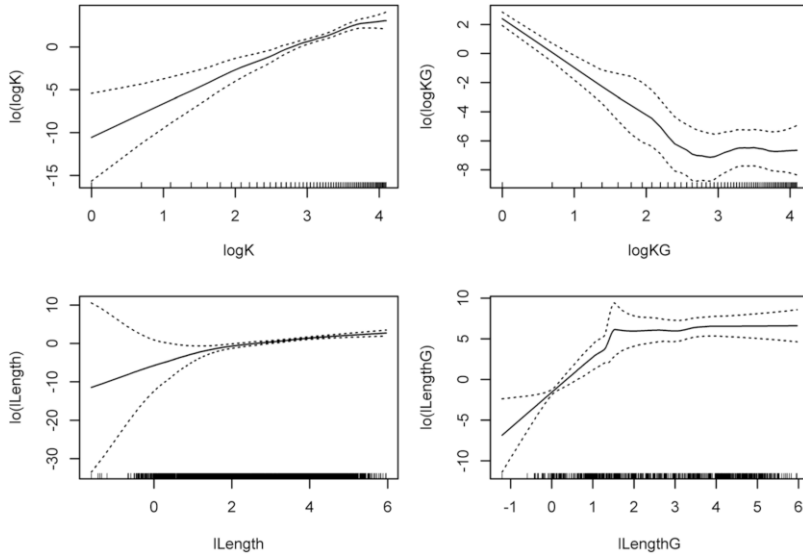 lo(logK)
0
-5
-10
-15
0 1 2 3 4
logK
lo(logKG)
2
0
-2
-4
-6
-8
0 1 2 3 4
logKG
lo(lLength)
10
0
-10
-20
-30
0 2 4 6
lLength
lo(lLengthG)
10
5
0
-5
-10
-1 0 1 2 3 4 5 6
lLengthG